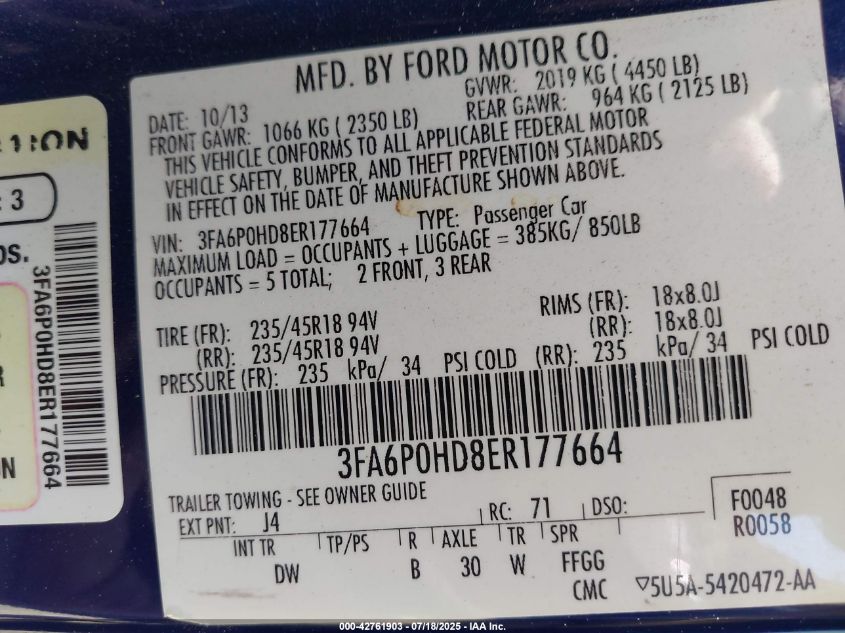 MFD. BY FORD MOTOR CO.
DATE: 10/13 GVWR: 2019 KG ( 4450 LB)
FRONT GAWR: 1066 KG ( 2350 LB) REAR GAWR: 964 KG ( 2125 LB)
THIS VEHICLE CONFORMS TO ALL APPLICABLE FEDERAL MOTOR
VEHICLE SAFETY, BUMPER, AND THEFT PREVENTION STANDARDS
IN EFFECT ON THE DATE OF MANUFACTURE SHOWN ABOVE.
VIN: 3FA6P0HD8ER177664 TYPE: Passenger Car
MAXIMUM LOAD = OCCUPANTS + LUGGAGE = 385KG/ 850LB
OCCUPANTS = 5 TOTAL; 2 FRONT, 3 REAR
TIRE (FR): 235/45R18 94V RIMS (FR): 18x8.0J
(RR): 235/45R18 94V (RR): 18x8.0J
PRESSURE (FR): 235 kPa/ 34 PSI COLD (RR): 235 kPa/ 34 PSI COLD
3FA6P0HD8ER177664
TRAILER TOWING - SEE OWNER GUIDE
EXT PNT: J4 RC: 71 DSO: F0048
R0058
INT TR TP/PS R AXLE TR SPR
DW B 30 W FFGG
CMC 5U5A-5420472-AA
: 3
3FA6P0HD8ER177664
000-42761903 - 07/18/2025 - IAA Inc.